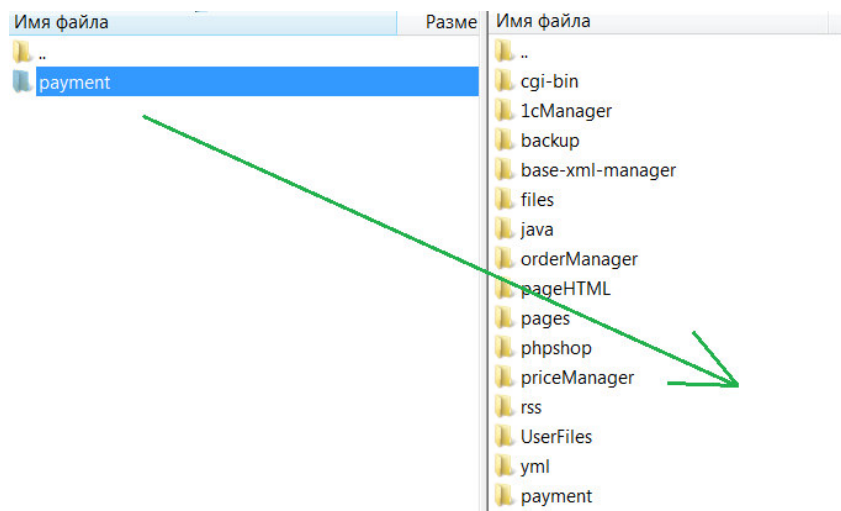 Имя файла Разме
..
payment
Имя файла
..
cgi-bin
1cManager
backup
base-xml-manager
files
java
orderManager
pageHTML
pages
phpshop
priceManager
rss
UserFiles
yml
payment